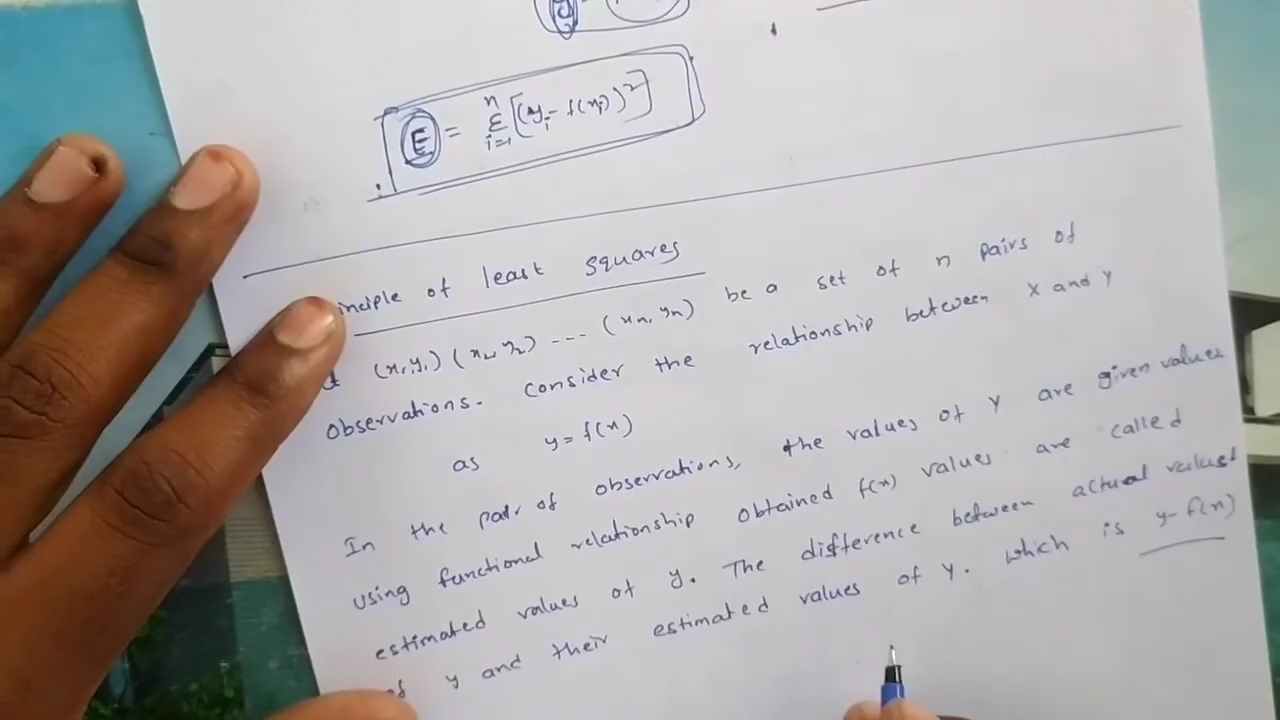 E = n Σ i=1 [(yi - f(xi))²]
inciple of least squares
(x1,y1) (x2,y2) --- (xn, yn) be a set of n pairs of
observations. Consider the relationship between x and y
as y = f(x)
In the pair of observations, the values of y are given values
using functional relationship obtained f(x) values are called
estimated values of y. The difference between actual values
of y and their estimated values of y. which is y - f(x)